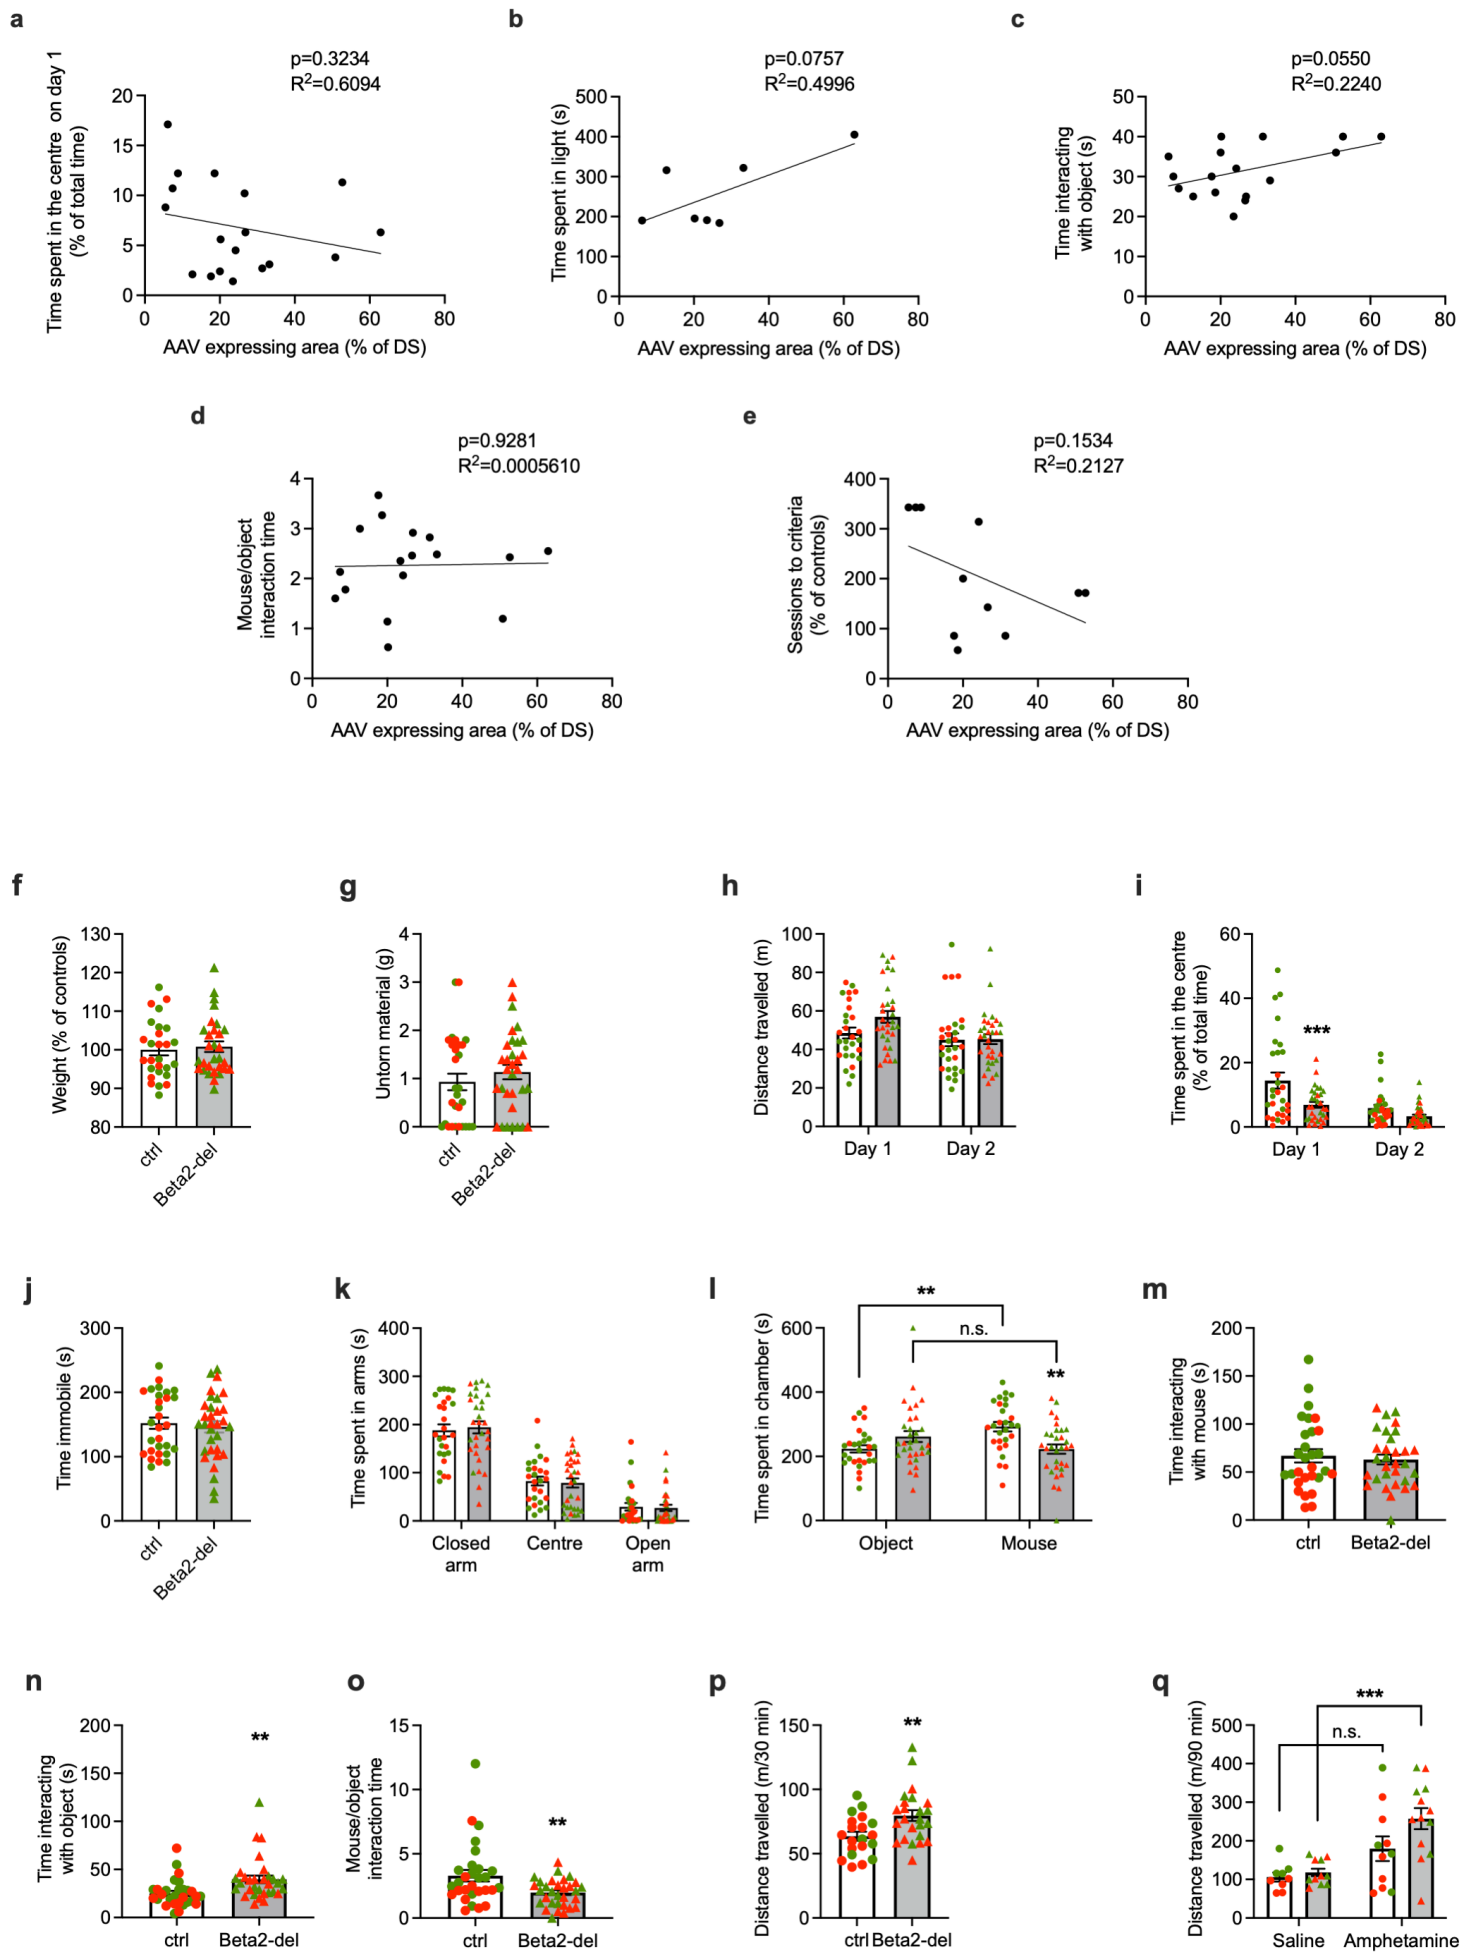 a
p=0.3234
R2=0.6094
Time spent in the centre on day 1
(% of total time)
20
15
10
5
0
0 20 40 60 80
AAV expressing area (% of DS)
b
p=0.0757
R2=0.4996
Time spent in light (s)
500
400
300
200
100
0
0 20 40 60 80
AAV expressing area (% of DS)
c
p=0.0550
R2=0.2240
Time interacting
with object (s)
50
40
30
20
10
0
0 20 40 60 80
AAV expressing area (% of DS)
d
p=0.9281
R2=0.0005610
Mouse/object
interaction time
4
3
2
1
0
0 20 40 60 80
AAV expressing area (% of DS)
e
p=0.1534
R2=0.2127
Sessions to criteria
(% of controls)
400
300
200
100
0
0 20 40 60 80
AAV expressing area (% of DS)
f
Weight (% of controls)
130
120
110
100
90
80
ctrl
Beta2-del
g
Untorn material (g)
4
3
2
1
0
ctrl
Beta2-del
h
Distance travelled (m)
100
80
60
40
20
0
Day 1 Day 2
i
Time spent in the centre
(% of total time)
60
40
20
0
***
Day 1 Day 2
j
Time immobile (s)
300
200
100
0
ctrl
Beta2-del
k
Time spent in arms (s)
400
300
200
100
0
Closed
arm
Centre
Open
arm
l
Time spent in chamber (s)
600
400
200
0
**
n.s.
**
Object Mouse
m
Time interacting
with mouse (s)
200
150
100
50
0
ctrl Beta2-del
n
Time interacting
with object (s)
200
150
100
50
0
**
ctrl Beta2-del
o
Mouse/object
interaction time
15
10
5
0
**
ctrl Beta2-del
p
Distance travelled (m/30 min)
150
100
50
0
**
ctrl Beta2-del
q
Distance travelled (m/90 min)
500
400
300
200
100
0
***
n.s.
Saline Amphetamine